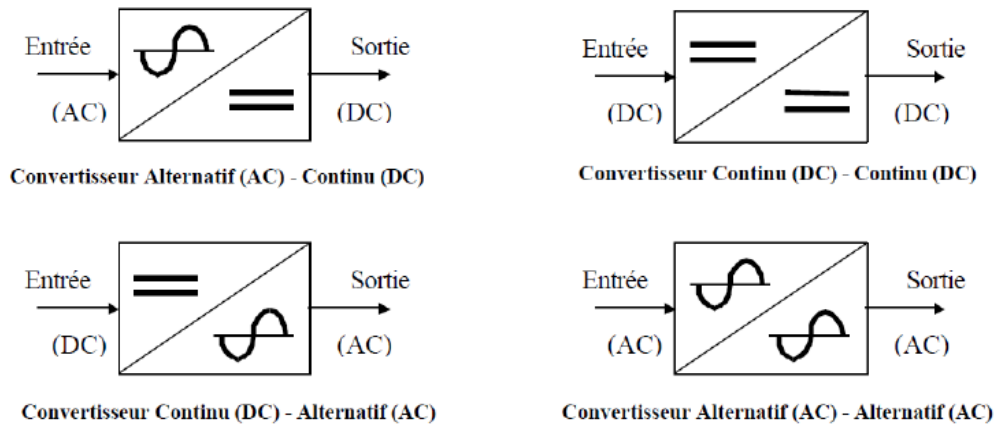 Entrée
Sortie
(AC)
(DC)
Convertisseur Alternatif (AC) - Continu (DC)
Entrée
Sortie
(DC)
(DC)
Convertisseur Continu (DC) - Continu (DC)
Entrée
Sortie
(DC)
(AC)
Convertisseur Continu (DC) - Alternatif (AC)
Entrée
Sortie
(AC)
(AC)
Convertisseur Alternatif (AC) - Alternatif (AC)